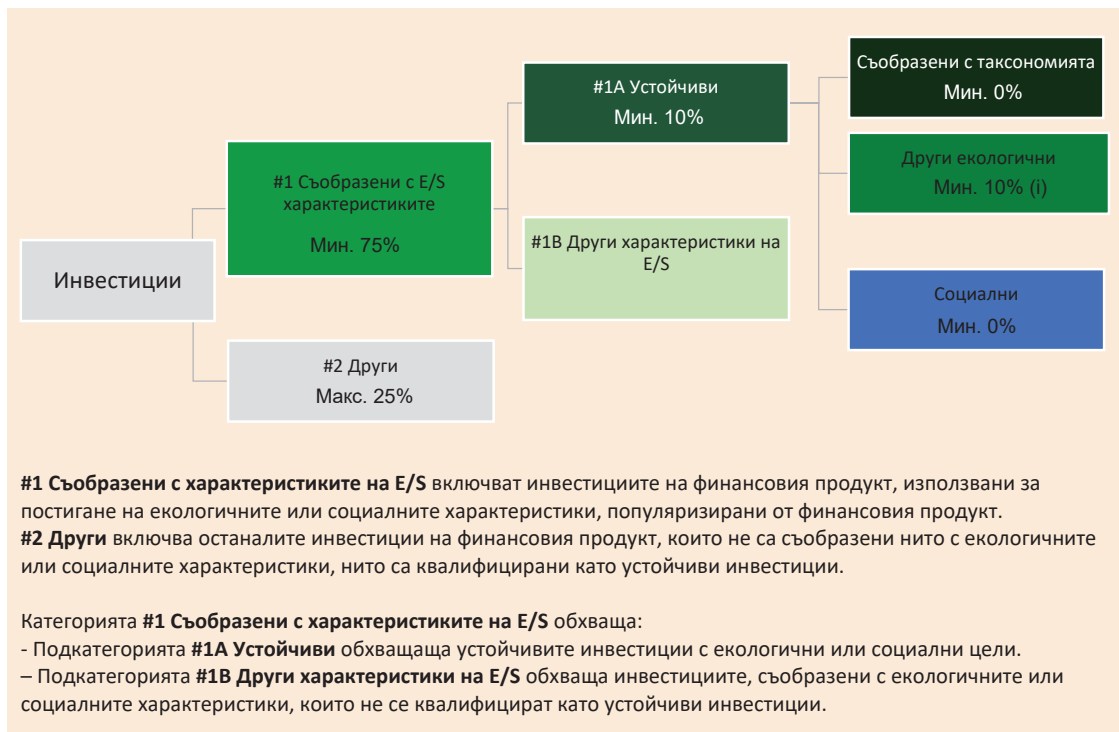 Инвестиции
#1 Съобразени с E/S
характеристиките
Мин. 75%
#2 Други
Макс. 25%
#1A Устойчиви
Мин. 10%
#1B Други характеристики на
E/S
Съобразени с таксономията
Мин. 0%
Други екологични
Мин. 10% (i)
Социални
Мин. 0%
#1 Съобразени с характеристиките на E/S включват инвестициите на финансовия продукт, използвани за
постигане на екологичните или социалните характеристики, популяризирани от финансовия продукт.
#2 Други включва останалите инвестиции на финансовия продукт, които не са съобразени нито с екологичните
или социалните характеристики, нито са квалифицирани като устойчиви инвестиции.
Категорията #1 Съобразени с характеристиките на E/S обхваща:
- Подкатегорията #1A Устойчиви обхващаща устойчивите инвестиции с екологични или социални цели.
– Подкатегорията #1B Други характеристики на E/S обхваща инвестициите, съобразени с екологичните или
социалните характеристики, които не се квалифицират като устойчиви инвестиции.